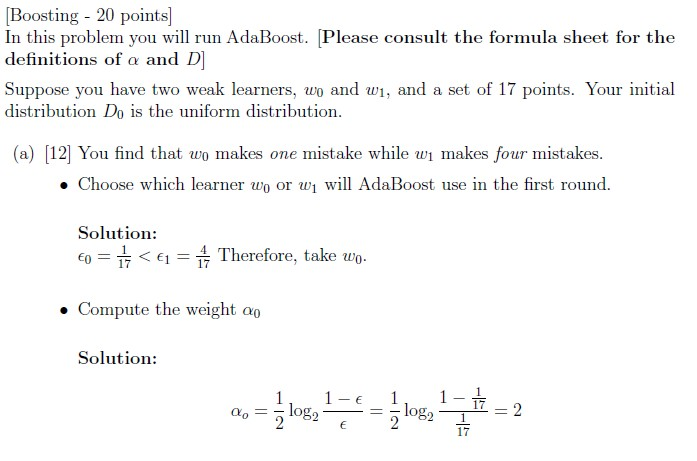 [Boosting - 20 points]
In this problem you will run AdaBoost. [Please consult the formula sheet for the
definitions of α and D]
Suppose you have two weak learners, w₀ and w₁, and a set of 17 points. Your initial
distribution D₀ is the uniform distribution.
(a) [12] You find that w₀ makes one mistake while w₁ makes four mistakes.
• Choose which learner w₀ or w₁ will AdaBoost use in the first round.
Solution:
ϵ₀ = 1/17 < ϵ₁ = 4/17 Therefore, take w₀.
• Compute the weight α₀
Solution:
αₒ = 1/2 log₂ (1 − ϵ)/ϵ = 1/2 log₂ (1 − 1/17)/(1/17) = 2